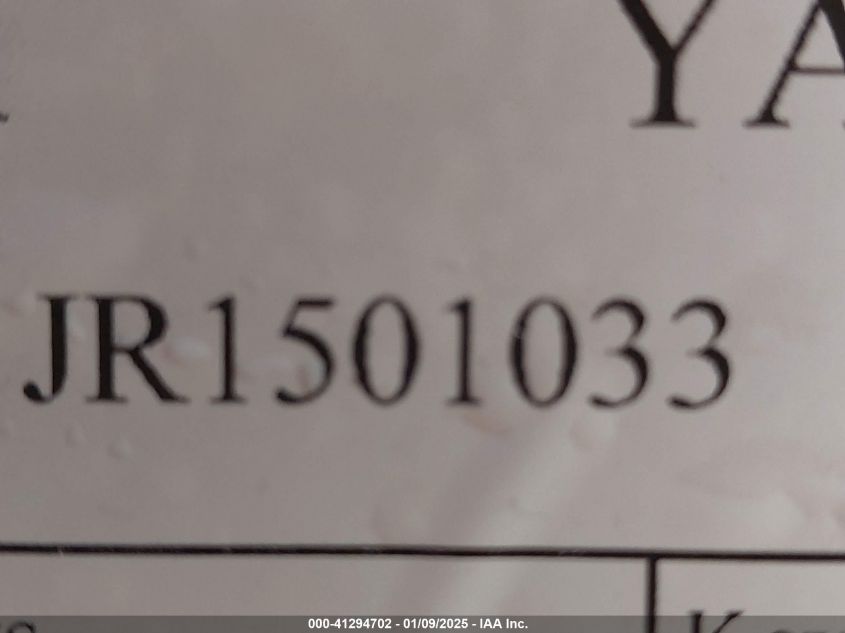 YA
JR1501033
000-41294702 - 01/09/2025 - IAA Inc.